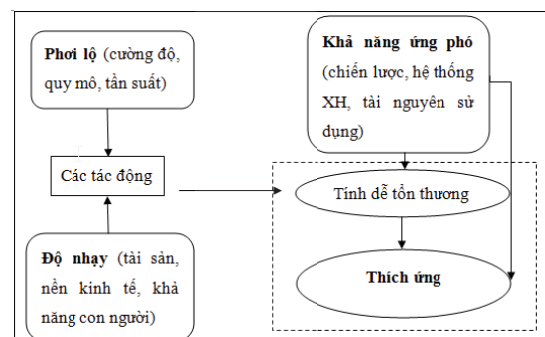 Phơi lộ (cường độ,
quy mô, tần suất)
Khả năng ứng phó
(chiến lược, hệ thống
XH, tài nguyên sử
dụng)
Các tác động
Tính dễ tổn thương
Độ nhạy (tài sản,
nền kinh tế, khả
năng con người)
Thích ứng